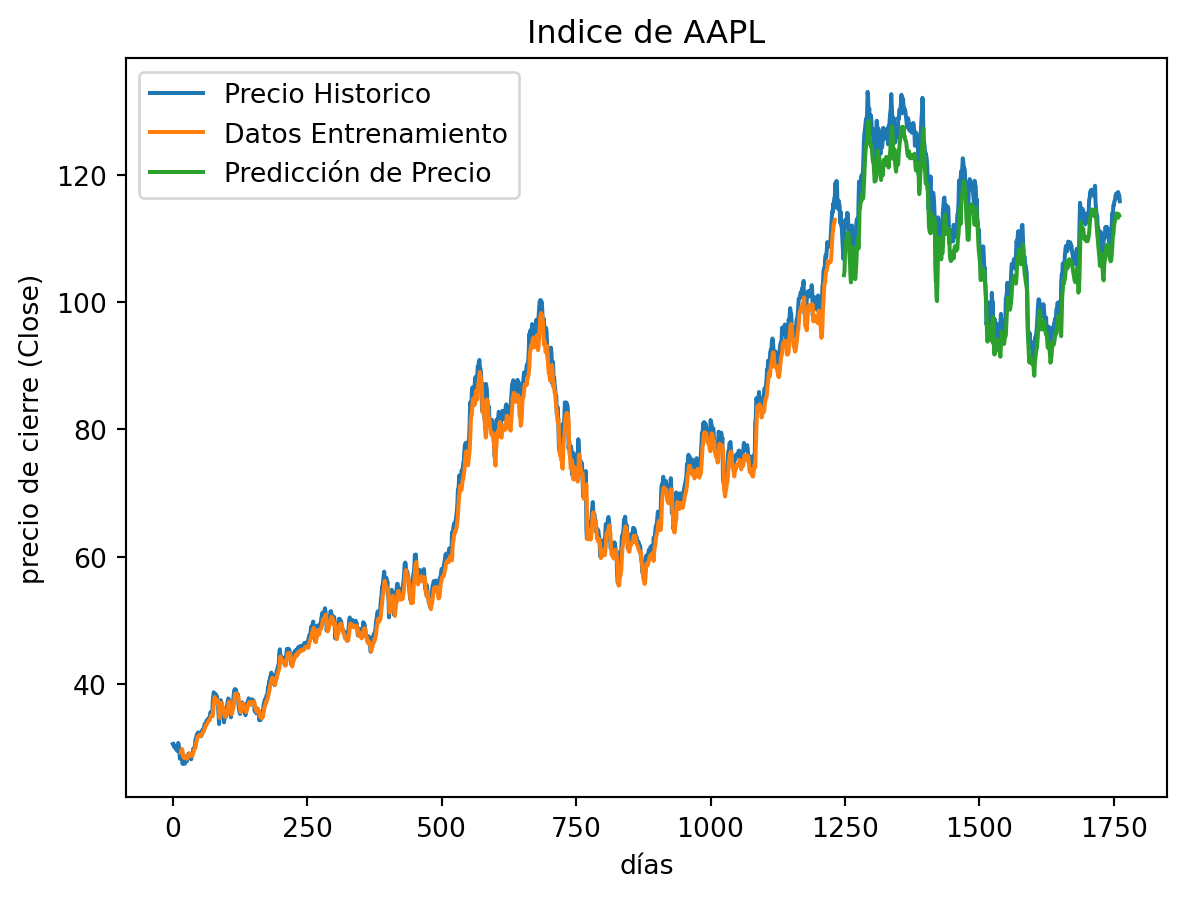 Indice de AAPL
Precio Historico
Datos Entrenamiento
Predicción de Precio
precio de cierre (Close)
120
100
80
60
40
0 250 500 750 1000 1250 1500 1750
días